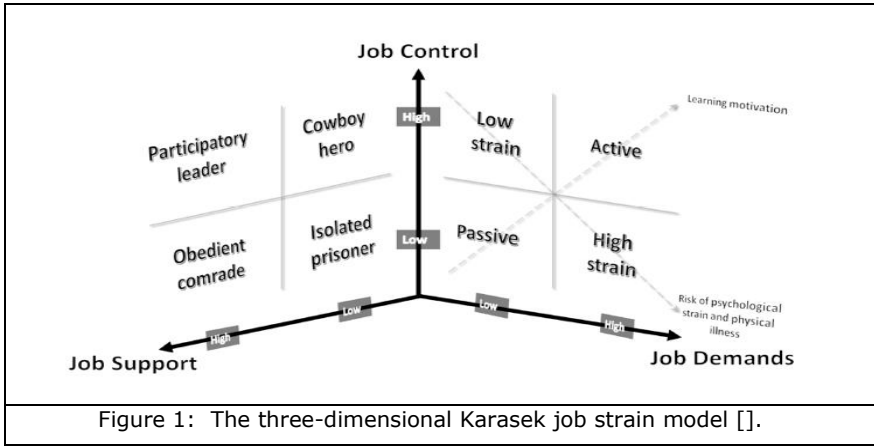 Job Control
High
Low
Participatory
leader
Cowboy
hero
Low
strain
Active
Learning motivation
Obedient
comrade
Isolated
prisoner
Passive
High
strain
Risk of psychological
strain and physical
illness
High
Low
Low
High
Job Support
Job Demands
Figure 1:  The three-dimensional Karasek job strain model [].